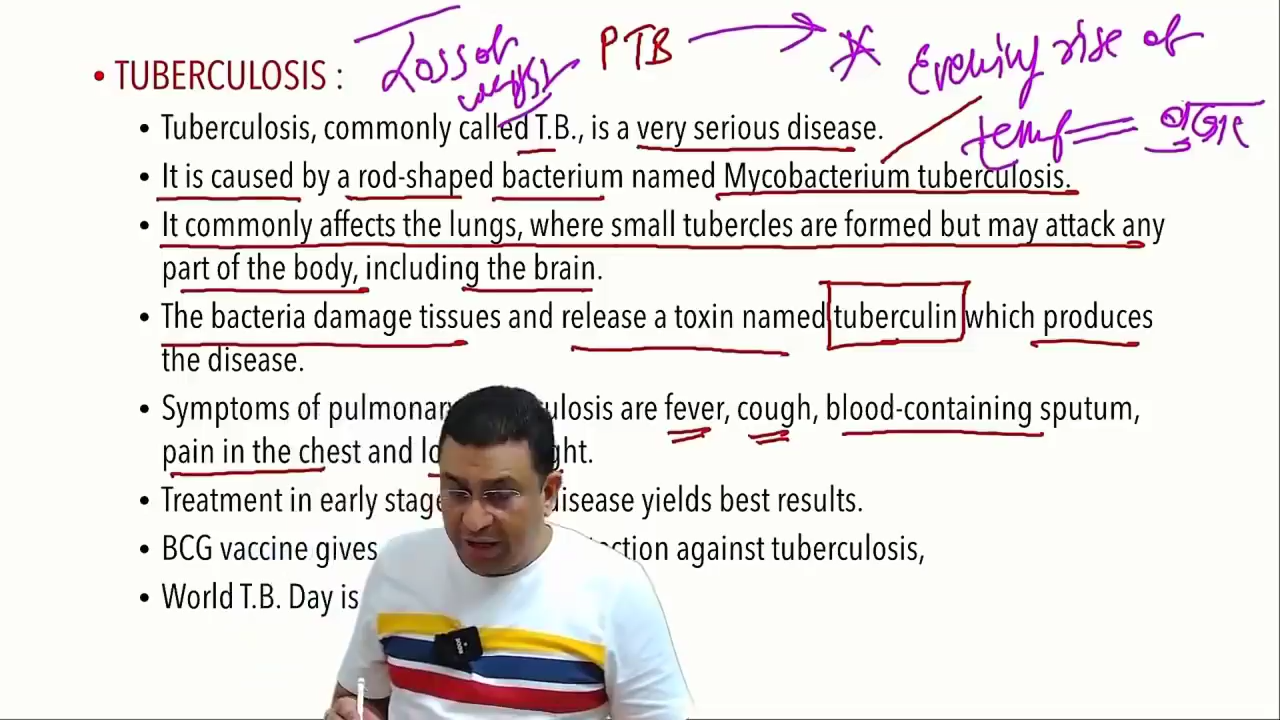 Loss of weight PTB → * Evening rise of
• TUBERCULOSIS :
temp =
• Tuberculosis, commonly called T.B., is a very serious disease.
• It is caused by a rod-shaped bacterium named Mycobacterium tuberculosis.
• It commonly affects the lungs, where small tubercles are formed but may attack any
part of the body, including the brain.
• The bacteria damage tissues and release a toxin named tuberculin which produces
the disease.
• Symptoms of pulmonary losis are fever, cough, blood-containing sputum,
pain in the chest and lo ght.
• Treatment in early stage disease yields best results.
• BCG vaccine gives ction against tuberculosis,
• World T.B. Day is